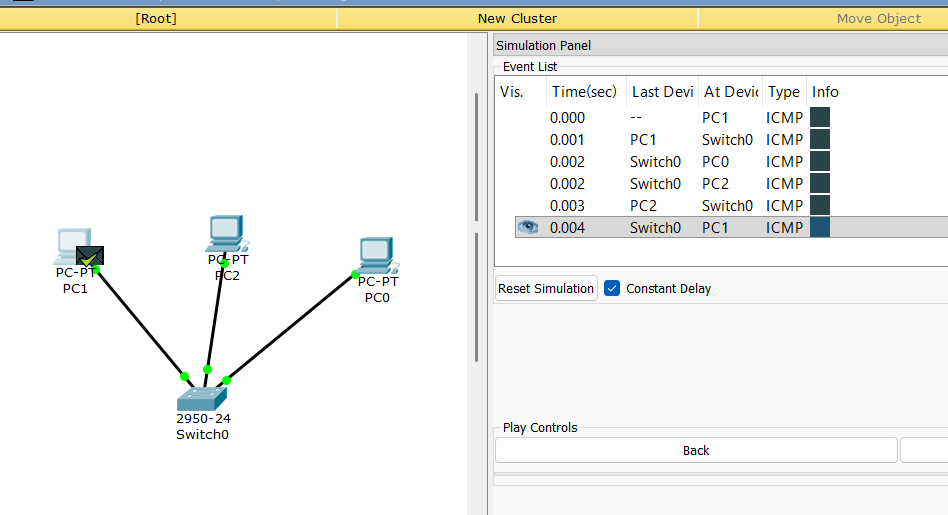 [Root] New Cluster Move Object
Simulation Panel
Event List
Vis. Time(sec) Last Devi At Devic Type Info
0.000 -- PC1 ICMP
0.001 PC1 Switch0 ICMP
0.002 Switch0 PC0 ICMP
0.002 Switch0 PC2 ICMP
0.003 PC2 Switch0 ICMP
0.004 Switch0 PC1 ICMP
Reset Simulation Constant Delay
Play Controls
Back
PC-PT
PC1
PC-PT
PC2
PC-PT
PC0
2950-24
Switch0